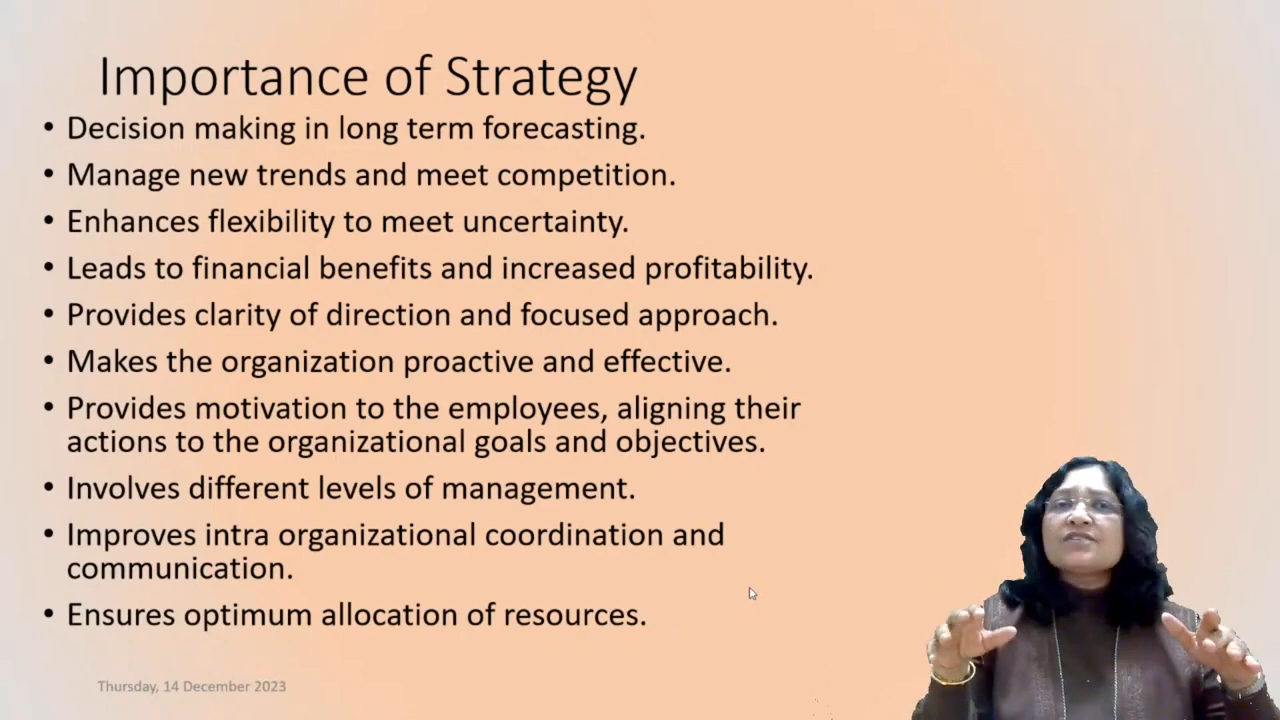 Importance of Strategy
• Decision making in long term forecasting.
• Manage new trends and meet competition.
• Enhances flexibility to meet uncertainty.
• Leads to financial benefits and increased profitability.
• Provides clarity of direction and focused approach.
• Makes the organization proactive and effective.
• Provides motivation to the employees, aligning their
actions to the organizational goals and objectives.
• Involves different levels of management.
• Improves intra organizational coordination and
communication.
• Ensures optimum allocation of resources.
Thursday, 14 December 2023